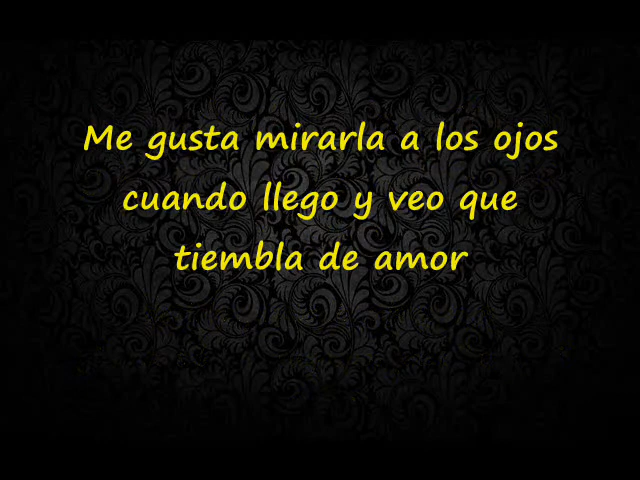 Me gusta mirarla a los ojos
cuando llego y veo que
tiembla de amor